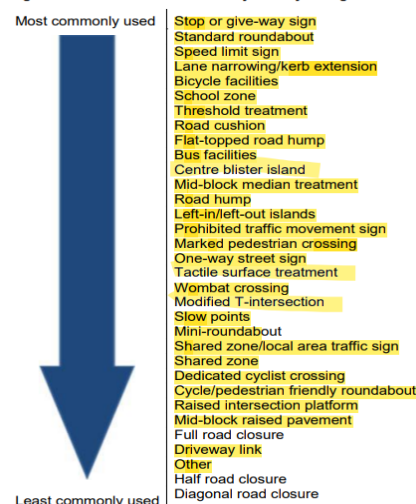 Most commonly used
Stop or give-way sign
Standard roundabout
Speed limit sign
Lane narrowing/kerb extension
Bicycle facilities
School zone
Threshold treatment
Road cushion
Flat-topped road hump
Bus facilities
Centre blister island
Mid-block median treatment
Road hump
Left-in/left-out islands
Prohibited traffic movement sign
Marked pedestrian crossing
One-way street sign
Tactile surface treatment
Wombat crossing
Modified T-intersection
Slow points
Mini-roundabout
Shared zone/local area traffic sign
Shared zone
Dedicated cyclist crossing
Cycle/pedestrian friendly roundabout
Raised intersection platform
Mid-block raised pavement
Full road closure
Driveway link
Other
Half road closure
Diagonal road closure
Least commonly used